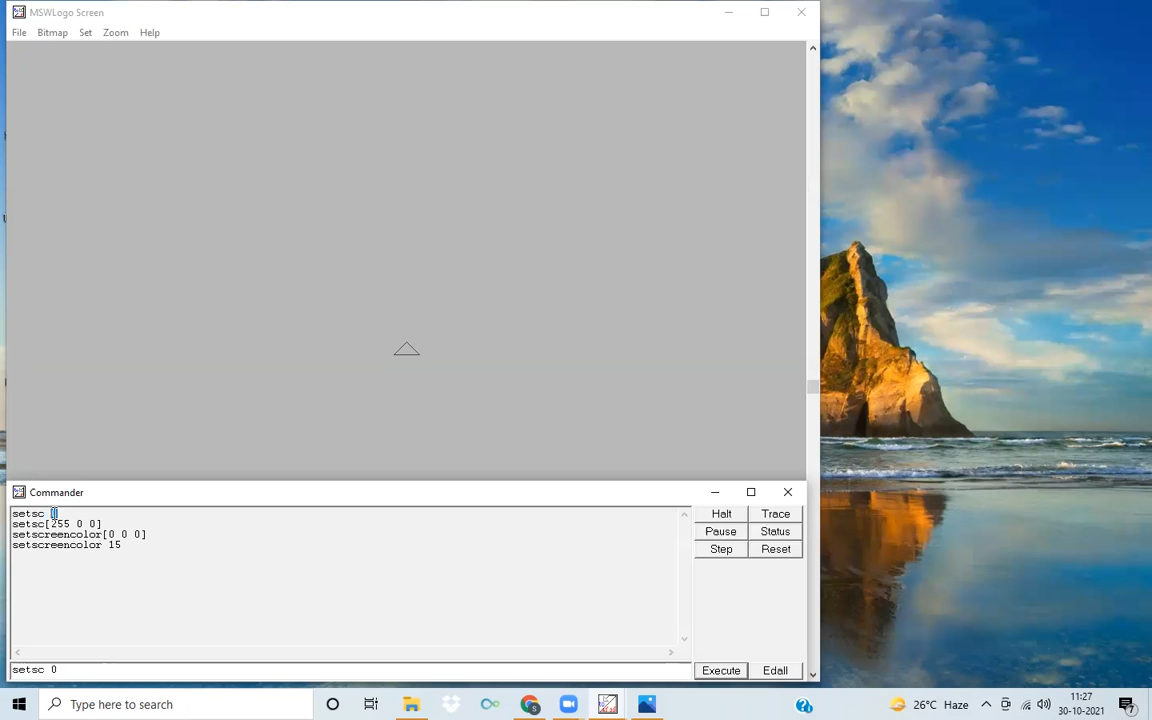 MSWLogo Screen
File Bitmap Set Zoom Help
Commander
setsc 0
setsc[255 0 0]
setscreencolor[0 0 0]
setscreencolor 15
Halt Trace
Pause Status
Step Reset
setsc 0
Execute Edall
Type here to search
26°C Haze
11:27
30-10-2021
7